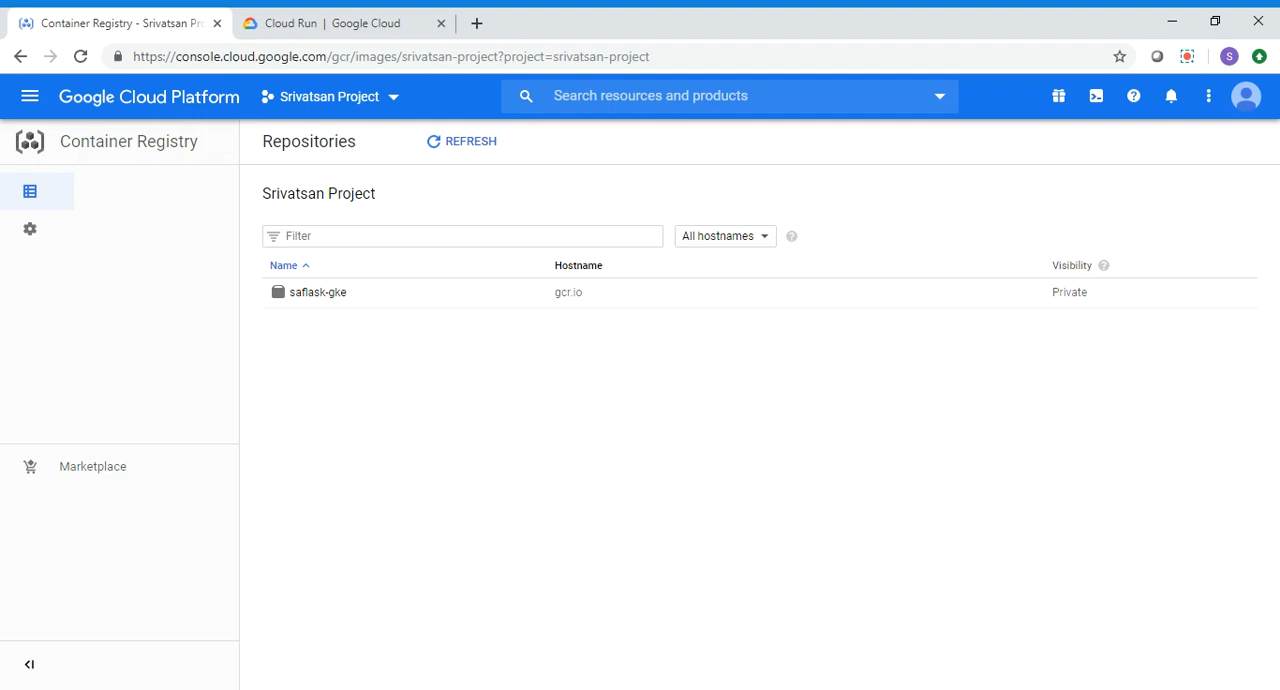 Container Registry - Srivatsan Pr
Cloud Run | Google Cloud
https://console.cloud.google.com/gcr/images/srivatsan-project?project=srivatsan-project
S
Google Cloud Platform
Srivatsan Project
Search resources and products
Container Registry
Repositories
REFRESH
Srivatsan Project
Filter
All hostnames
Name
Hostname
Visibility
saflask-gke
gcr.io
Private
Marketplace